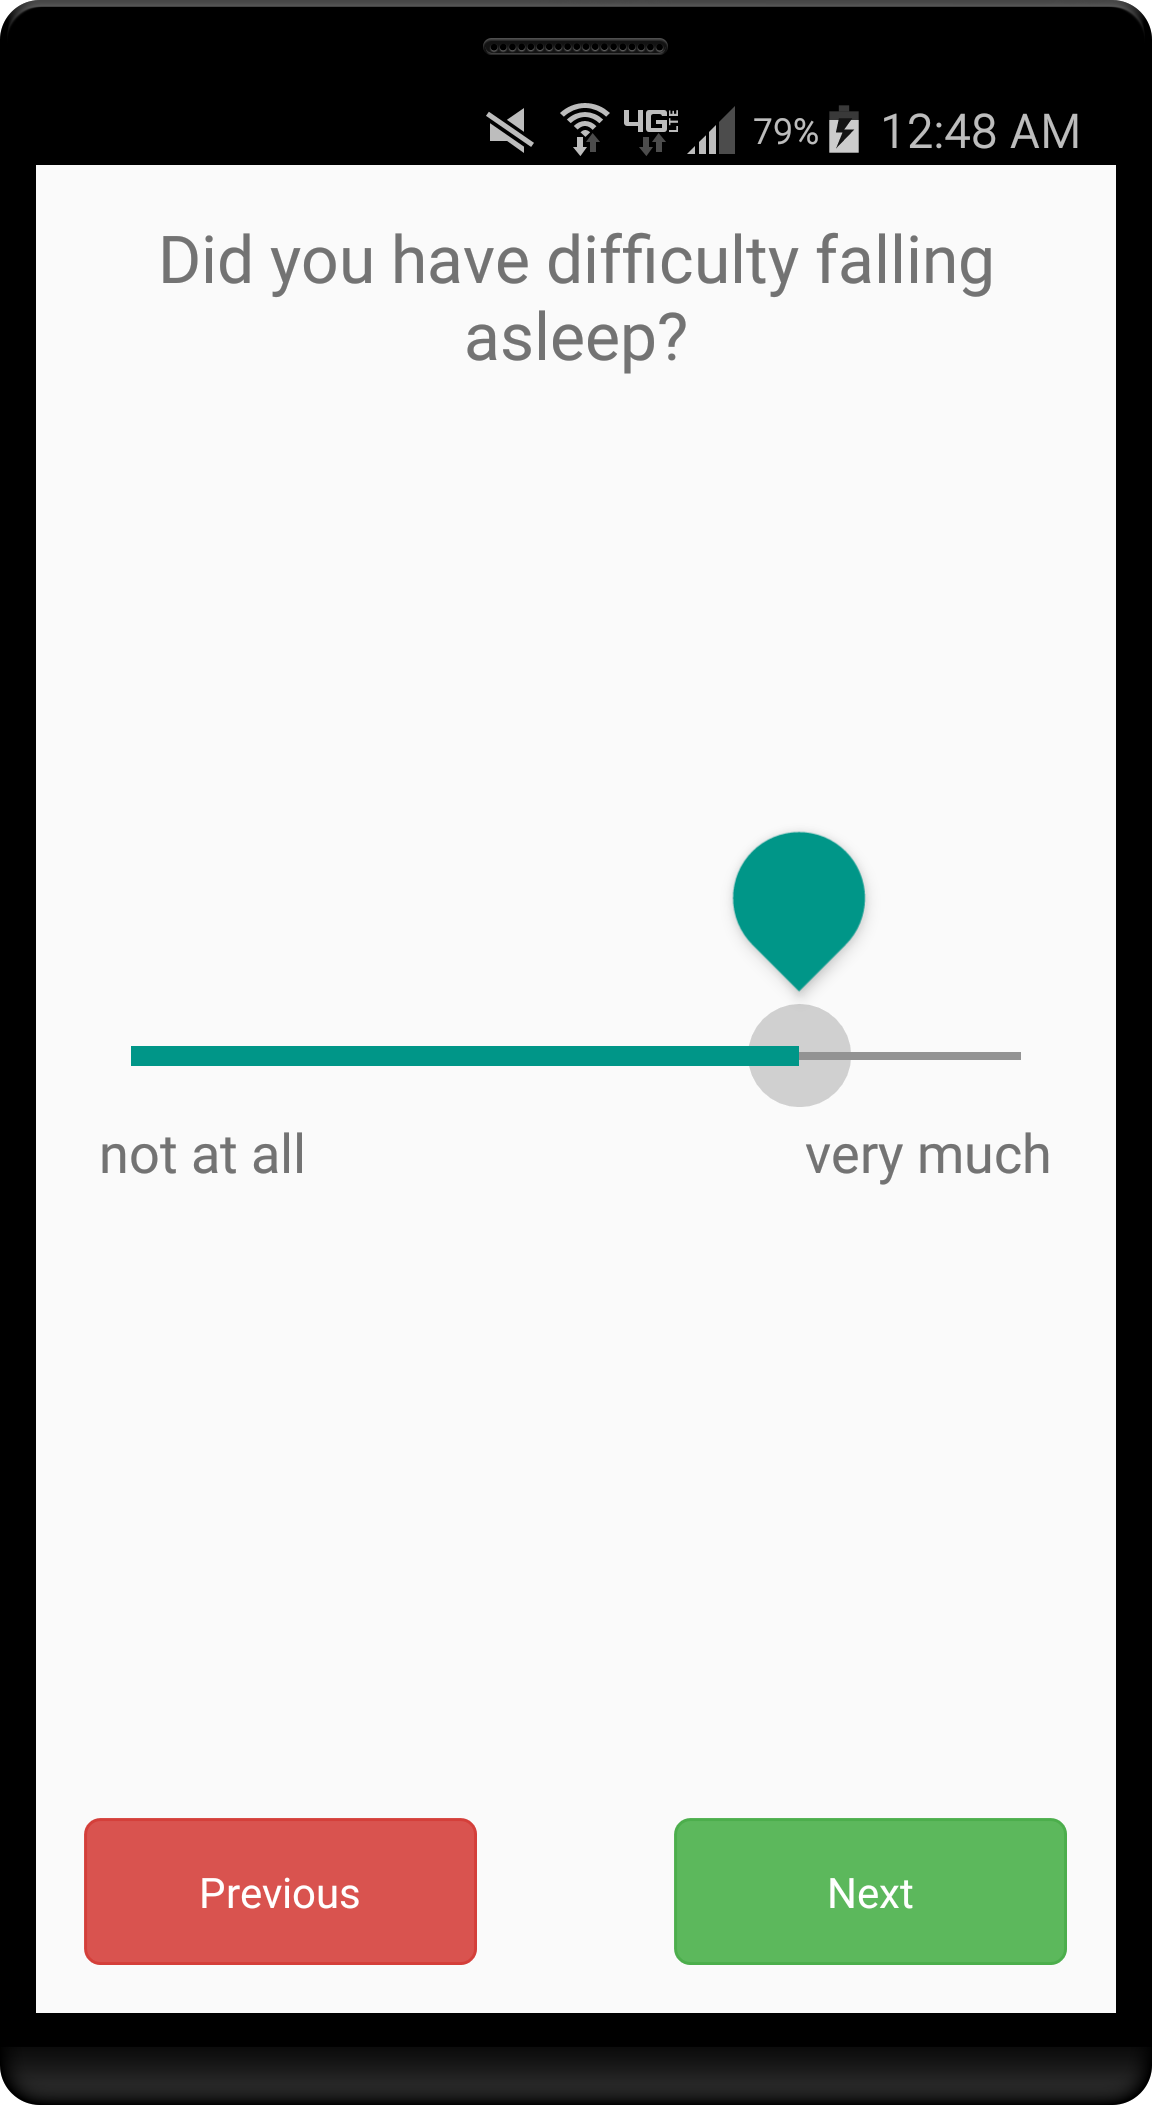 4G LTE 79% 12:48 AM
Did you have difficulty falling
asleep?
not at all very much
Previous Next